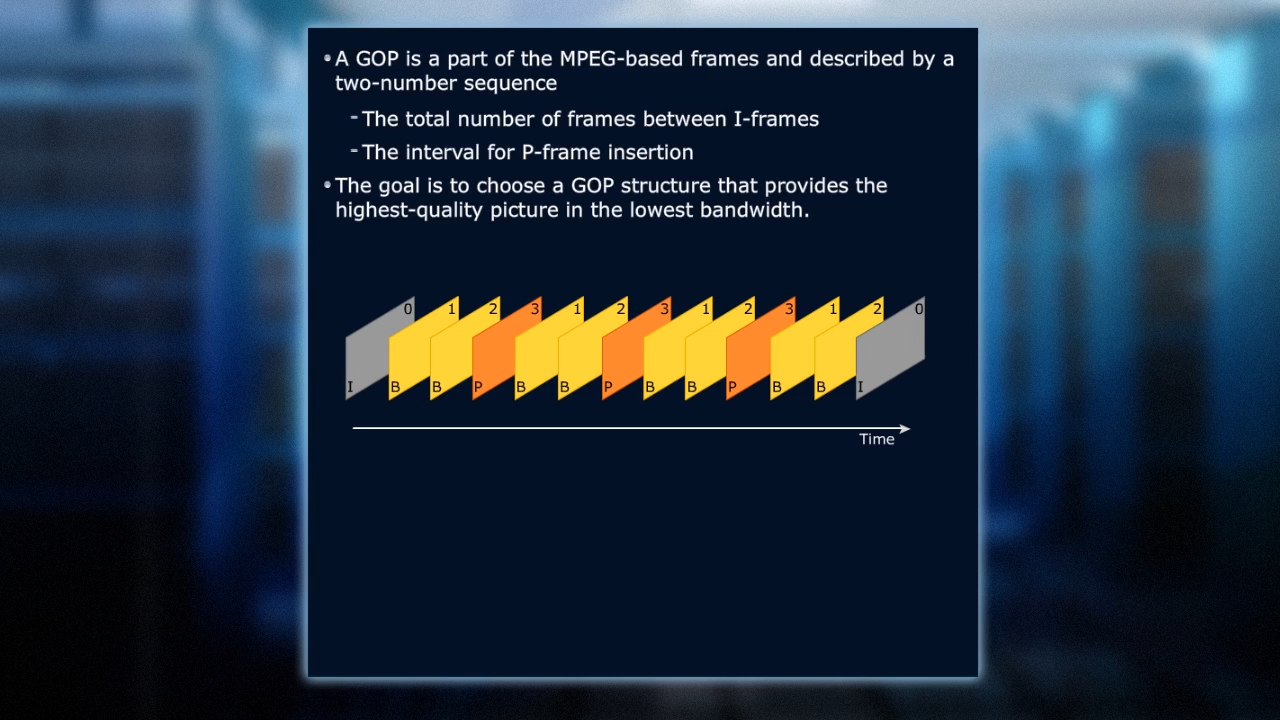 • A GOP is a part of the MPEG-based frames and described by a
two-number sequence
- The total number of frames between I-frames
- The interval for P-frame insertion
• The goal is to choose a GOP structure that provides the
highest-quality picture in the lowest bandwidth.
0 1 2 3 1 2 3 1 2 3 1 2 0
I B B P B B P B B P B B I
Time